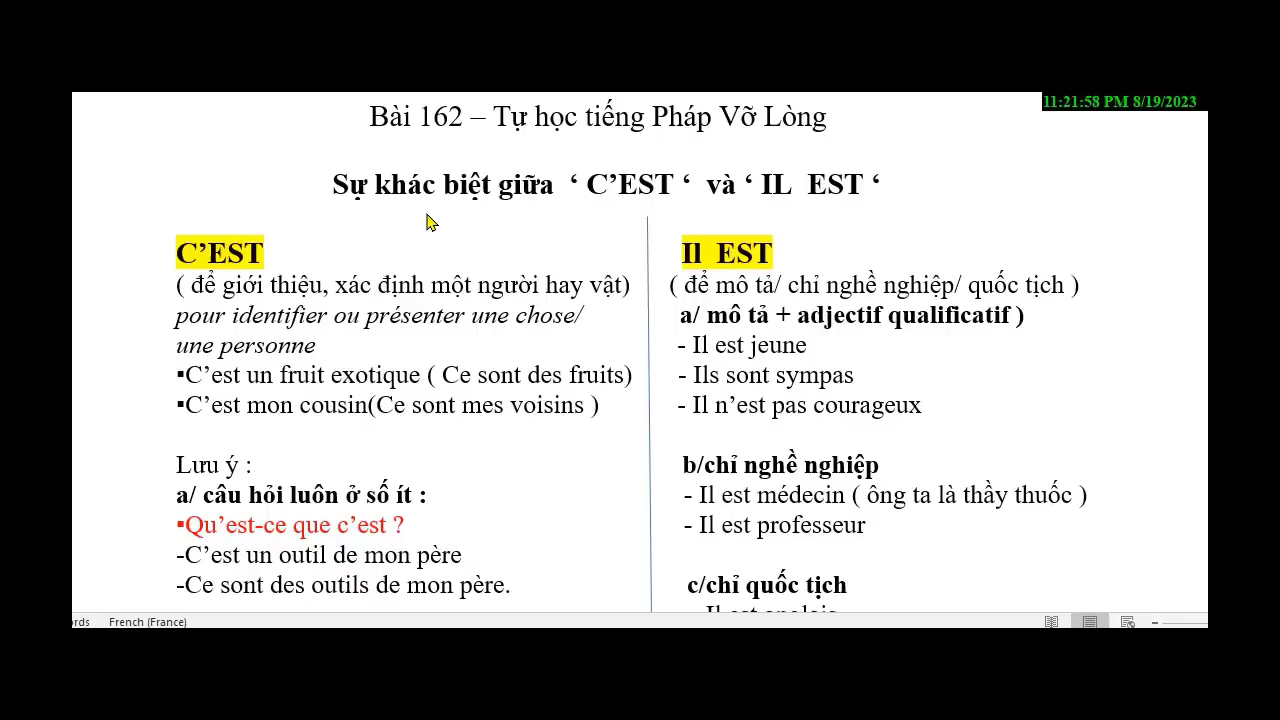 11:21:58 PM 8/19/2023
Bài 162 – Tự học tiếng Pháp Vỡ Lòng
Sự khác biệt giữa ‘ C’EST ‘ và ‘ IL EST ‘
C’EST
( để giới thiệu, xác định một người hay vật)
pour identifier ou présenter une chose/
une personne
▪C’est un fruit exotique ( Ce sont des fruits)
▪C’est mon cousin(Ce sont mes voisins )
Lưu ý :
a/ câu hỏi luôn ở số ít :
▪Qu’est-ce que c’est ?
-C’est un outil de mon père
-Ce sont des outils de mon père.
Il EST
( để mô tả/ chỉ nghề nghiệp/ quốc tịch )
a/ mô tả + adjectif qualificatif )
- Il est jeune
- Ils sont sympas
- Il n’est pas courageux
b/chỉ nghề nghiệp
- Il est médecin ( ông ta là thầy thuốc )
- Il est professeur
c/chỉ quốc tịch
- Il est anglais
French (France)